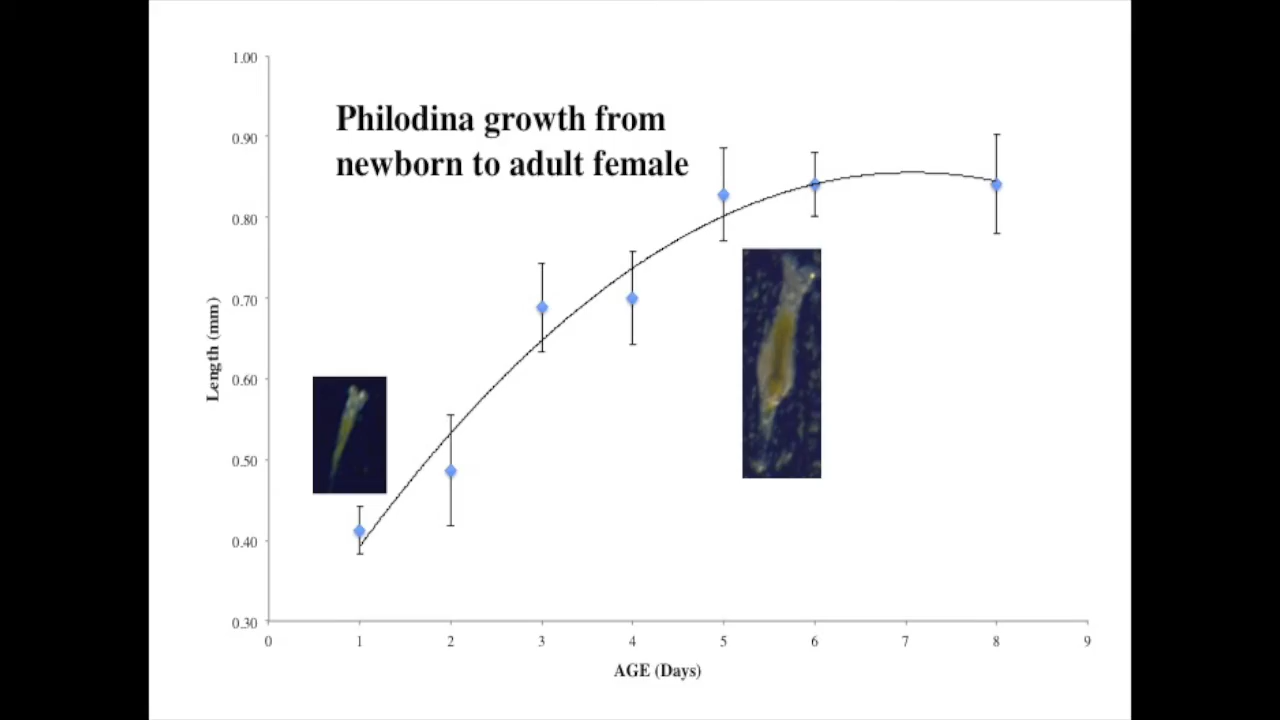 Philodina growth from
newborn to adult female
1.00
0.90
0.80
0.70
0.60
0.50
0.40
0.30
Length (mm)
0 1 2 3 4 5 6 7 8 9
AGE (Days)